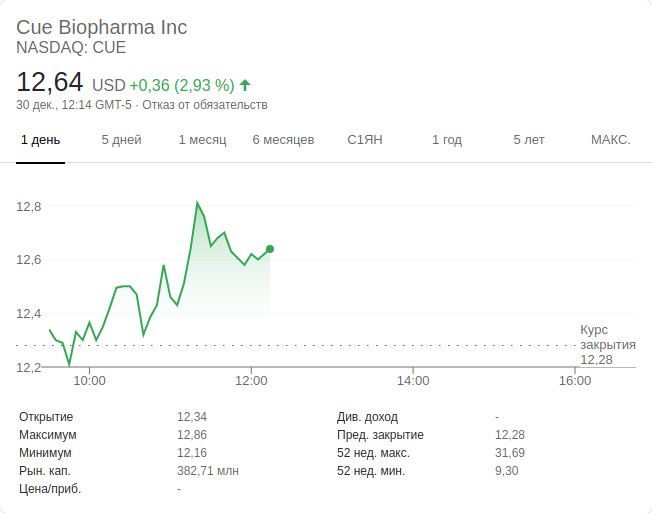 Cue Biopharma Inc
NASDAQ: CUE
12,64 USD +0,36 (2,93 %)
30 дек., 12:14 GMT-5 · Отказ от обязательств
1 день 5 дней 1 месяц 6 месяцев С1ЯН 1 год 5 лет МАКС.
12,8
12,6
12,4
12,2
Курс
закрытия
12,28
10:00 12:00 14:00 16:00
Открытие 12,34 Див. доход -
Максимум 12,86 Пред. закрытие 12,28
Минимум 12,16 52 нед. макс. 31,69
Рын. кап. 382,71 млн 52 нед. мин. 9,30
Цена/приб. -